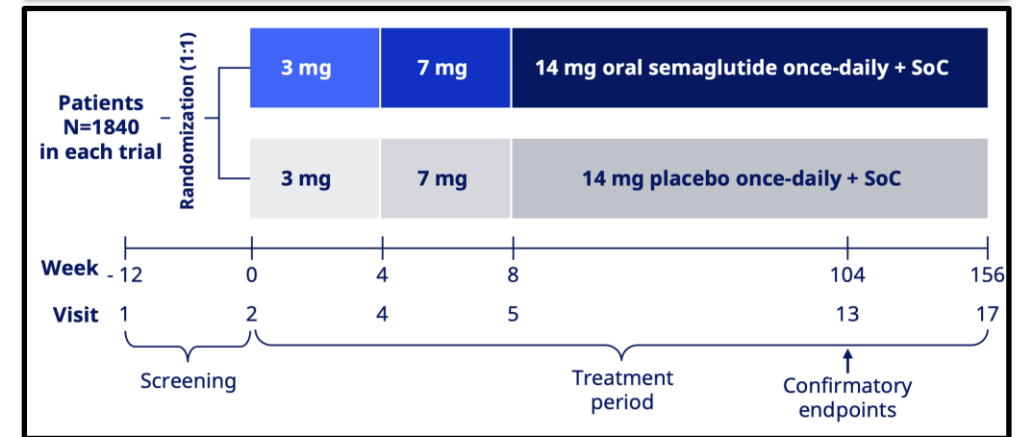 Patients
N=1840
in each trial
Randomization (1:1)
3 mg 7 mg 14 mg oral semaglutide once-daily + SoC
3 mg 7 mg 14 mg placebo once-daily + SoC
Week - 12 0 4 8 104 156
Visit 1 2 4 5 13 17
Screening
Treatment
period
Confirmatory
endpoints